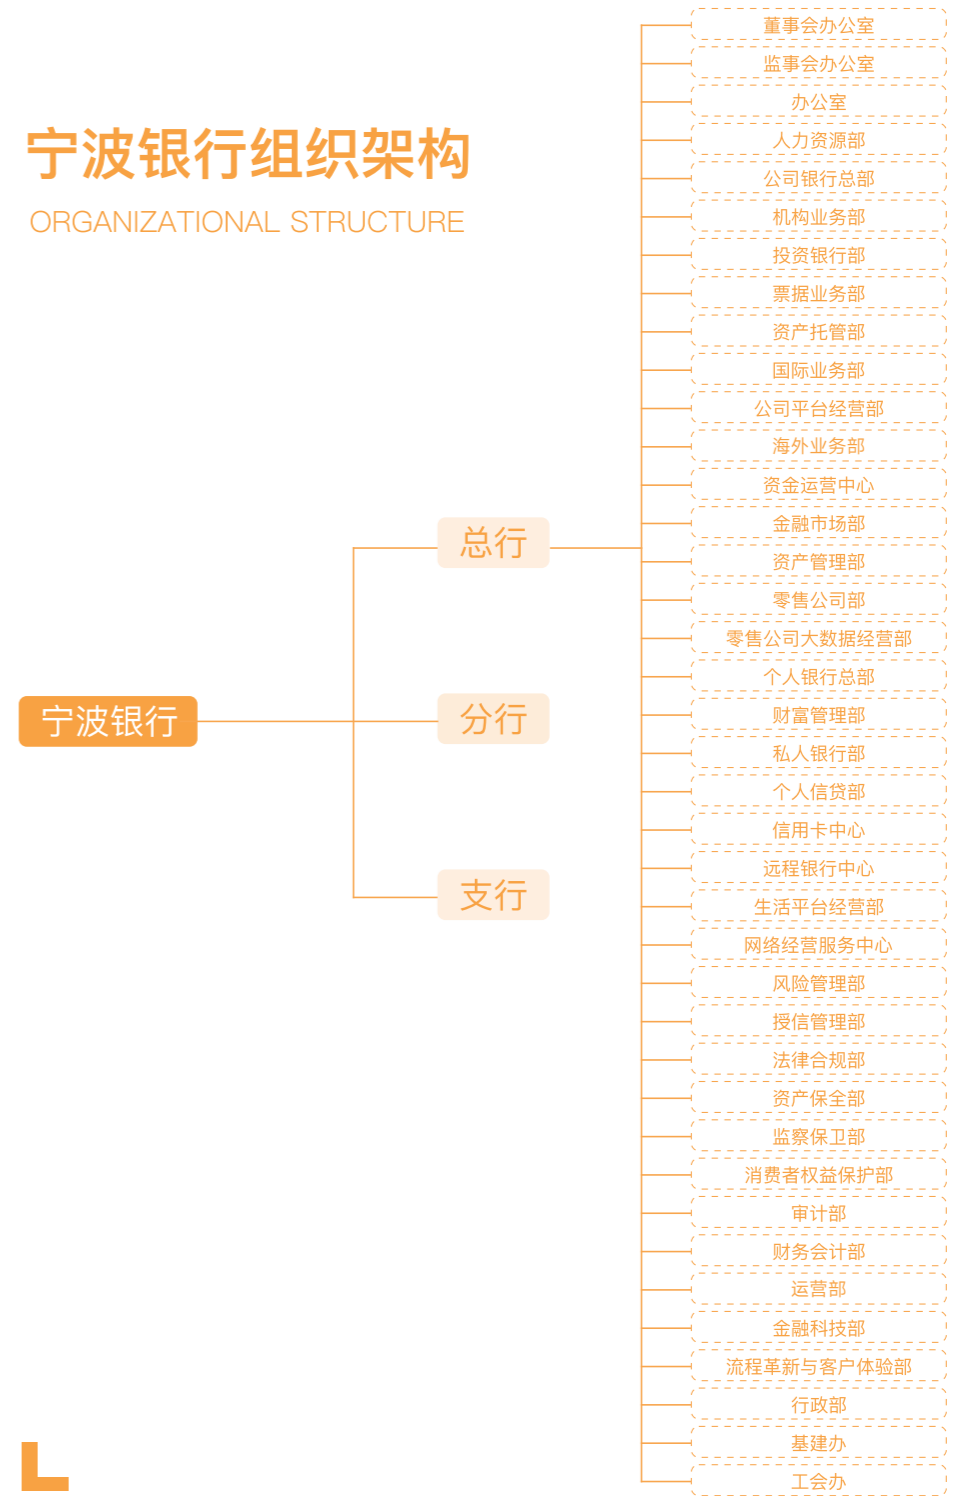 宁波银行组织架构
ORGANIZATIONAL STRUCTURE
宁波银行
总行
分行
支行
董事会办公室
监事会办公室
办公室
人力资源部
公司银行总部
机构业务部
投资银行部
票据业务部
资产托管部
国际业务部
公司平台经营部
海外业务部
资金运营中心
金融市场部
资产管理部
零售公司部
零售公司大数据经营部
个人银行总部
财富管理部
私人银行部
个人信贷部
信用卡中心
远程银行中心
生活平台经营部
网络经营服务中心
风险管理部
授信管理部
法律合规部
资产保全部
监察保卫部
消费者权益保护部
审计部
财务会计部
运营部
金融科技部
流程革新与客户体验部
行政部
基建办
工会办